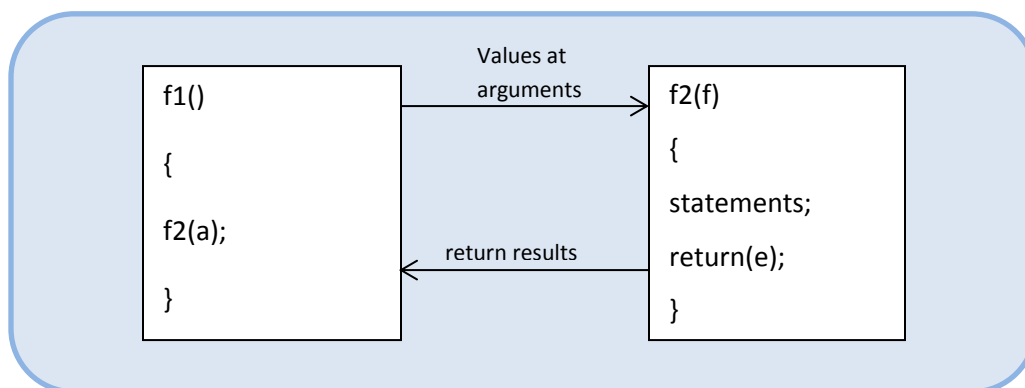 f1()
{
f2(a);
}
Values at
arguments
return results
f2(f)
{
statements;
return(e);
}